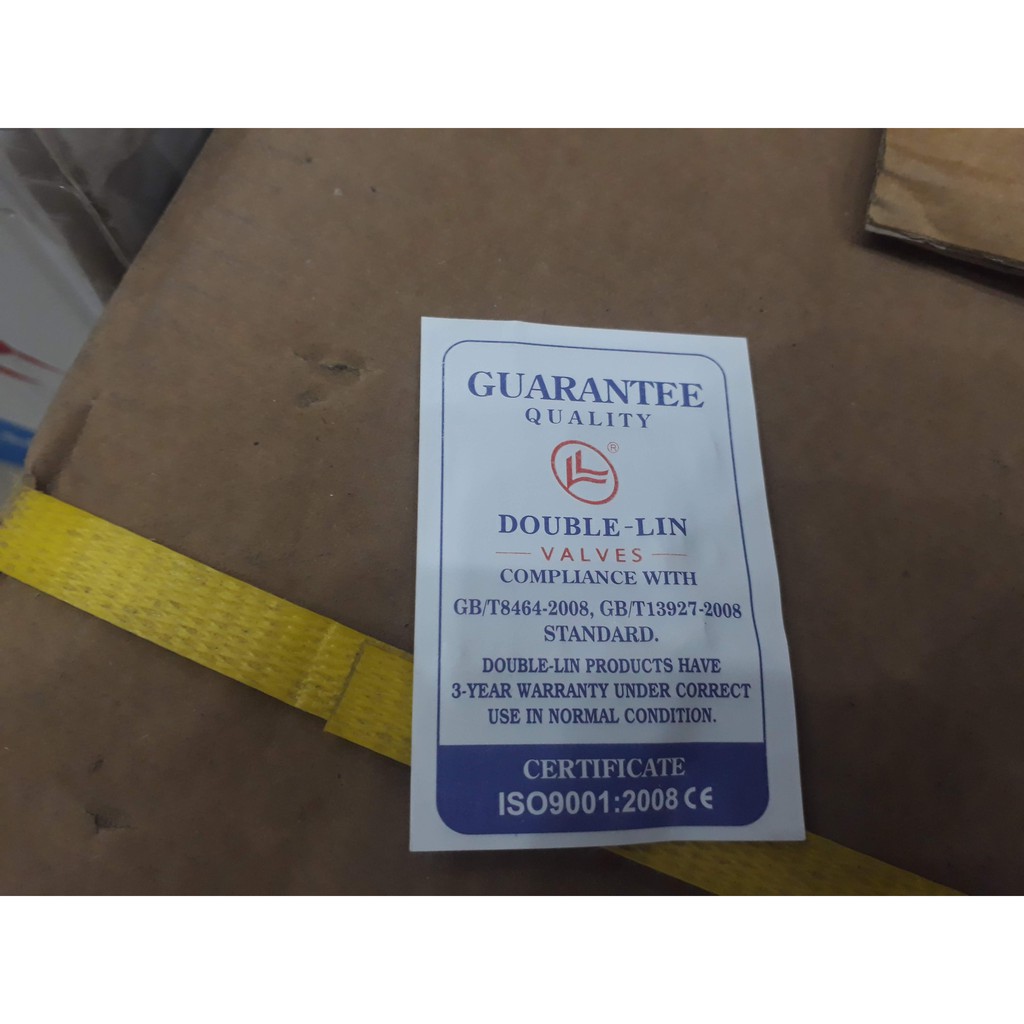 GUARANTEE
QUALITY
®
DOUBLE-LIN
VALVES
COMPLIANCE WITH
GB/T8464-2008, GB/T13927-2008
STANDARD.
DOUBLE-LIN PRODUCTS HAVE
3-YEAR WARRANTY UNDER CORRECT
USE IN NORMAL CONDITION.
CERTIFICATE
ISO9001:2008 CE